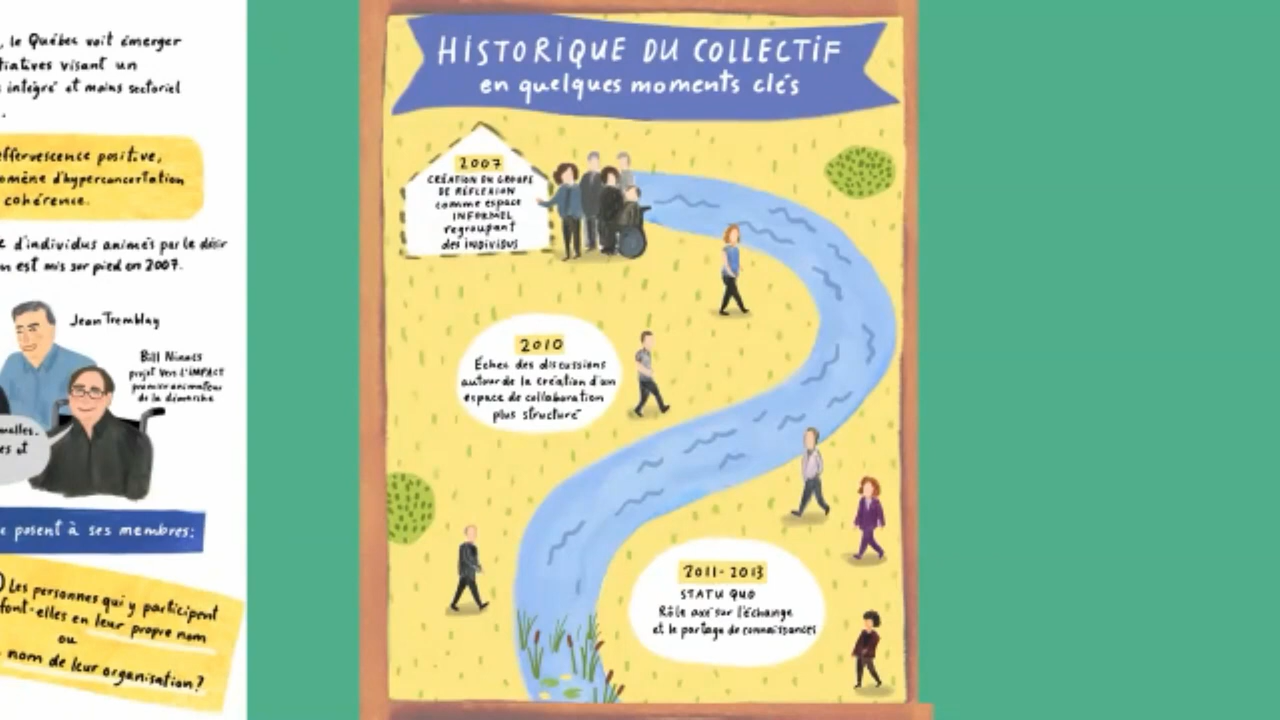 , le Québec voit émerger
tiatives visant un
intégré et moins sectoriel
effervescence positive,
omène d'hyperconcertation
cohérence.
d'individus animés par le désir
n est mis sur pied en 2007.
Jean Tremblay
Bill Ninacs
projet Vers l'IMPACT
premier animateur
de la démarche
nelles.
es et
posent à ses membres:
) Les personnes qui y participent
font-elles en leur propre nom
ou
nom de leur organisation?
HISTORIQUE DU COLLECTIF
en quelques moments clés
2007
CRÉATION DU GROUPE
DE RÉFLEXION
comme espace
INFORMEL
regroupant
des individus
2010
Échec des discussions
autour de la création d'un
espace de collaboration
plus structuré
2011-2013
STATU QUO
Rôle axé sur l'échange
et le partage de connaissances